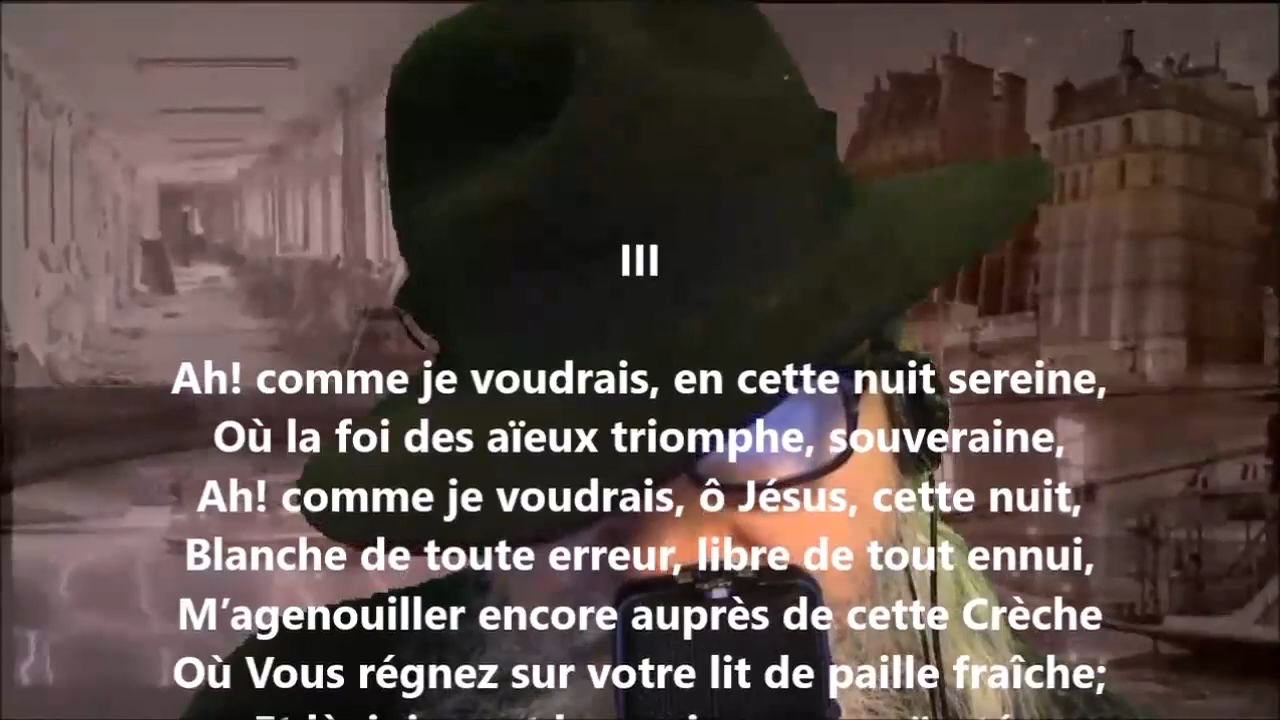 III
Ah! comme je voudrais, en cette nuit sereine,
Où la foi des aïeux triomphe, souveraine,
Ah! comme je voudrais, ô Jésus, cette nuit,
Blanche de toute erreur, libre de tout ennui,
M’agenouiller encore auprès de cette Crèche
Où Vous régnez sur votre lit de paille fraîche;